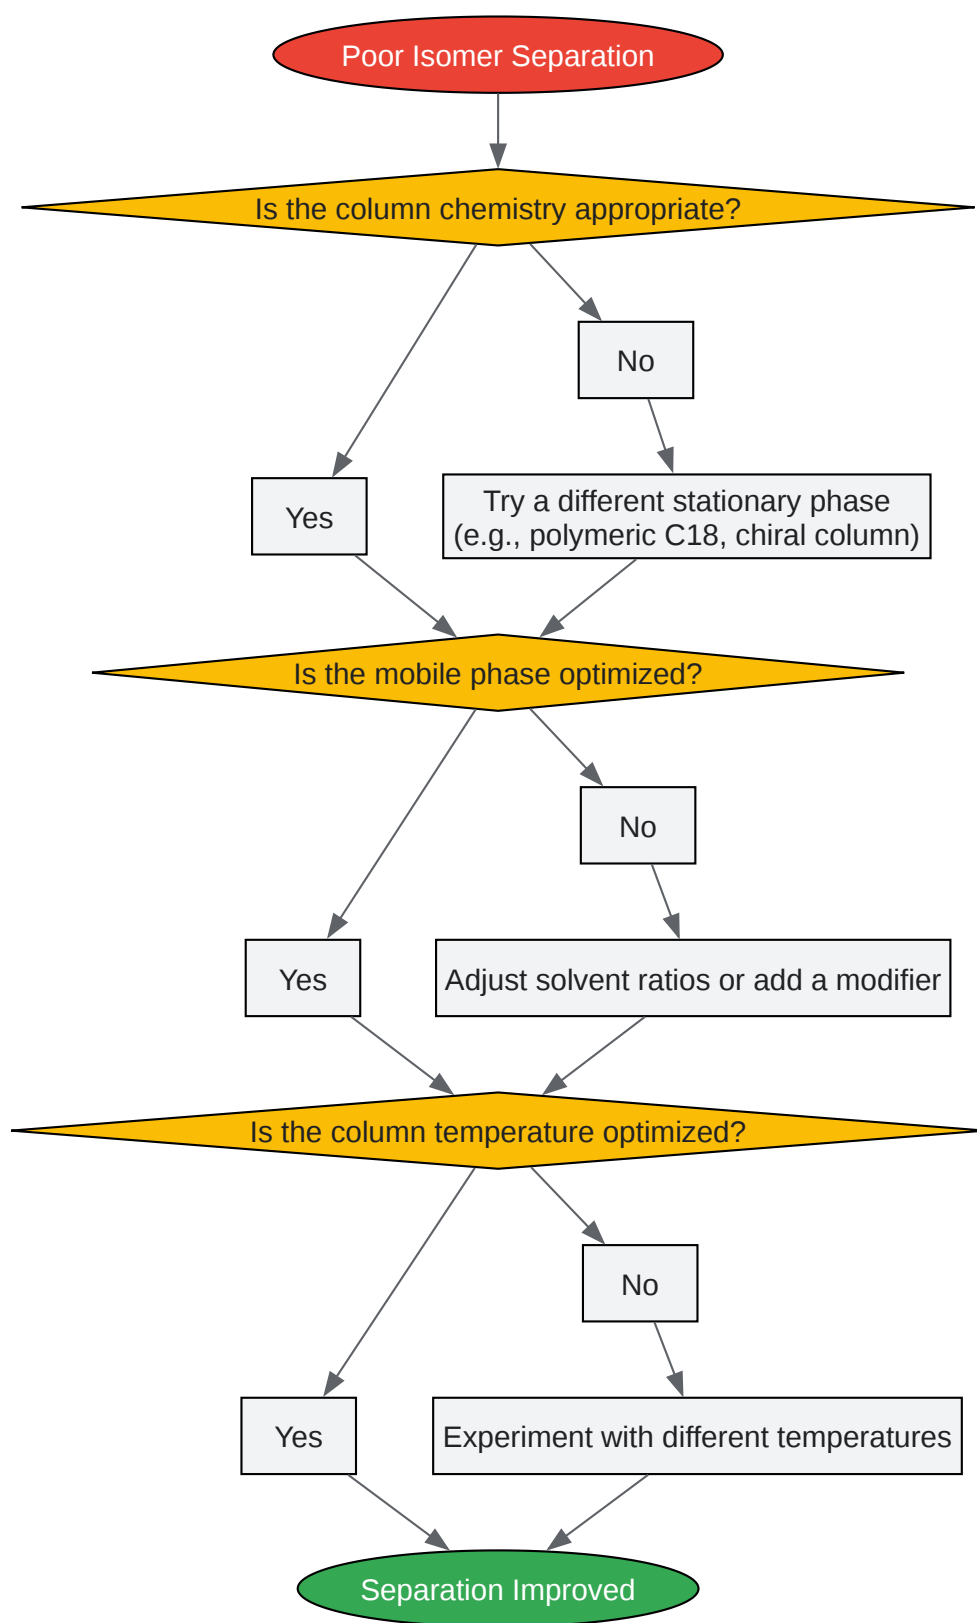 Poor Isomer Separation
Is the column chemistry appropriate?
No
Yes
Try a different stationary phase
(e.g., polymeric C18, chiral column)
Is the mobile phase optimized?
No
Yes
Adjust solvent ratios or add a modifier
Is the column temperature optimized?
No
Yes
Experiment with different temperatures
Separation Improved